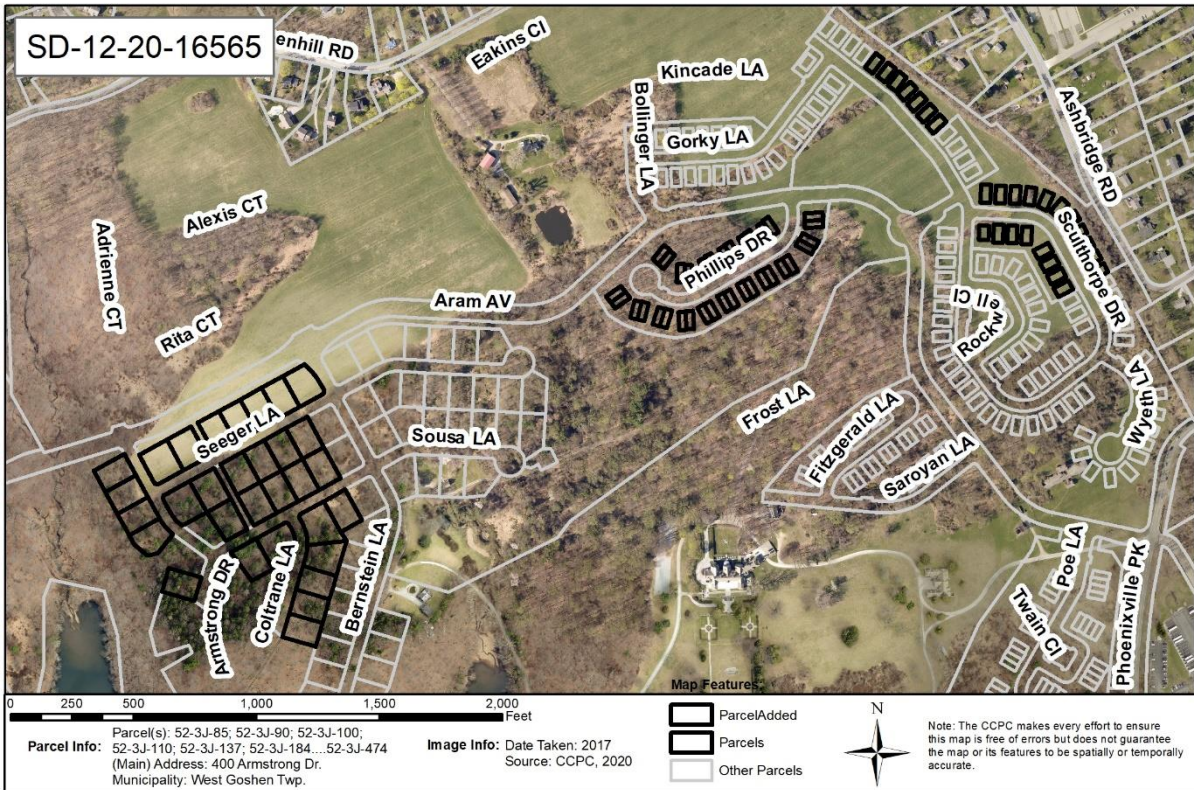 SD-12-20-16565
enhill RD
Eakins CI
Kincade LA
Bollinger LA
Gorky LA
Ashbridge RD
Alexis CT
Adrienne CT
Rita CT
Aram AV
Phillips DR
Sculthorpe DR
Rockwell CI
Wyeth LA
Seeger LA
Sousa LA
Frost LA
Fitzgerald LA
Saroyan LA
Armstrong DR
Coltrane LA
Bernstein LA
Poe LA
Twain CI
Phoenixville PK
0 250 500 1,000 1,500 2,000
Feet
Parcel Info: Parcel(s): 52-3J-85; 52-3J-90; 52-3J-100;
52-3J-110; 52-3J-137; 52-3J-184....52-3J-474
(Main) Address: 400 Armstrong Dr.
Municipality: West Goshen Twp.
Image Info: Date Taken: 2017
Source: CCPC, 2020
Map Features:
ParcelAdded
Parcels
Other Parcels
N
Note: The CCPC makes every effort to ensure
this map is free of errors but does not guarantee
the map or its features to be spatially or temporally
accurate.